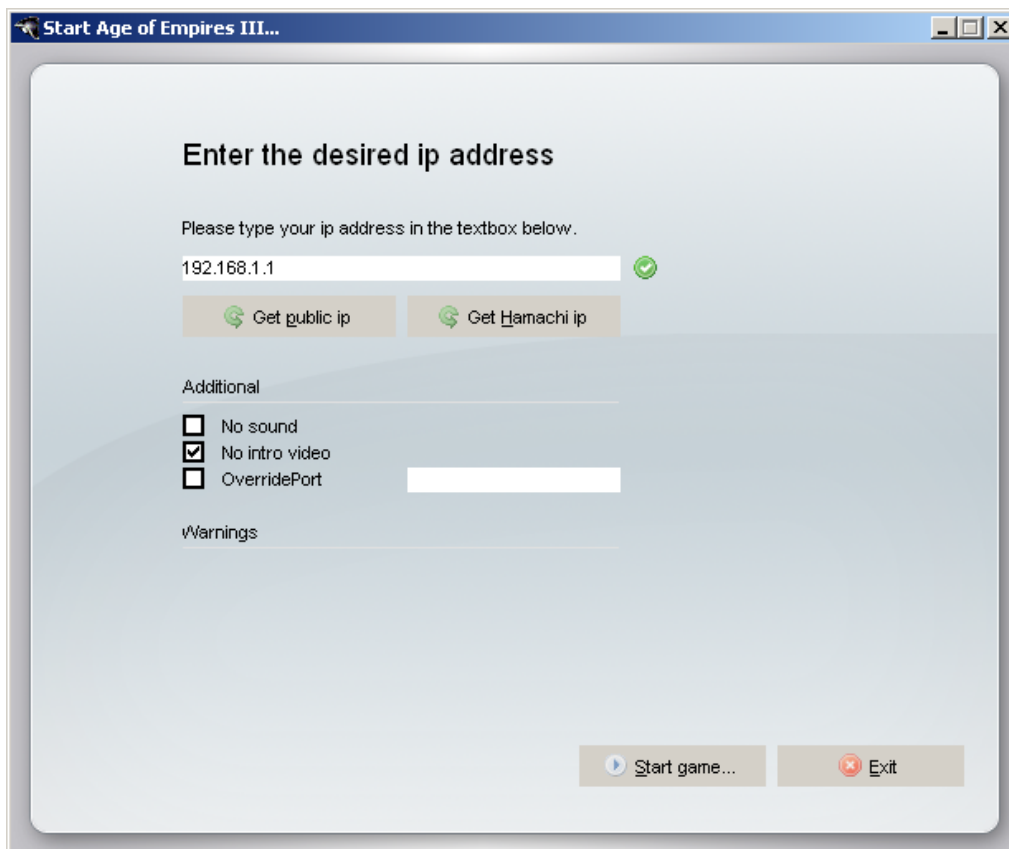 Start Age of Empires III...
Enter the desired ip address
Please type your ip address in the textbox below.
192.168.1.1
Get public ip
Get Hamachi ip
Additional
No sound
No intro video
OverridePort
Warnings
Start game...
Exit